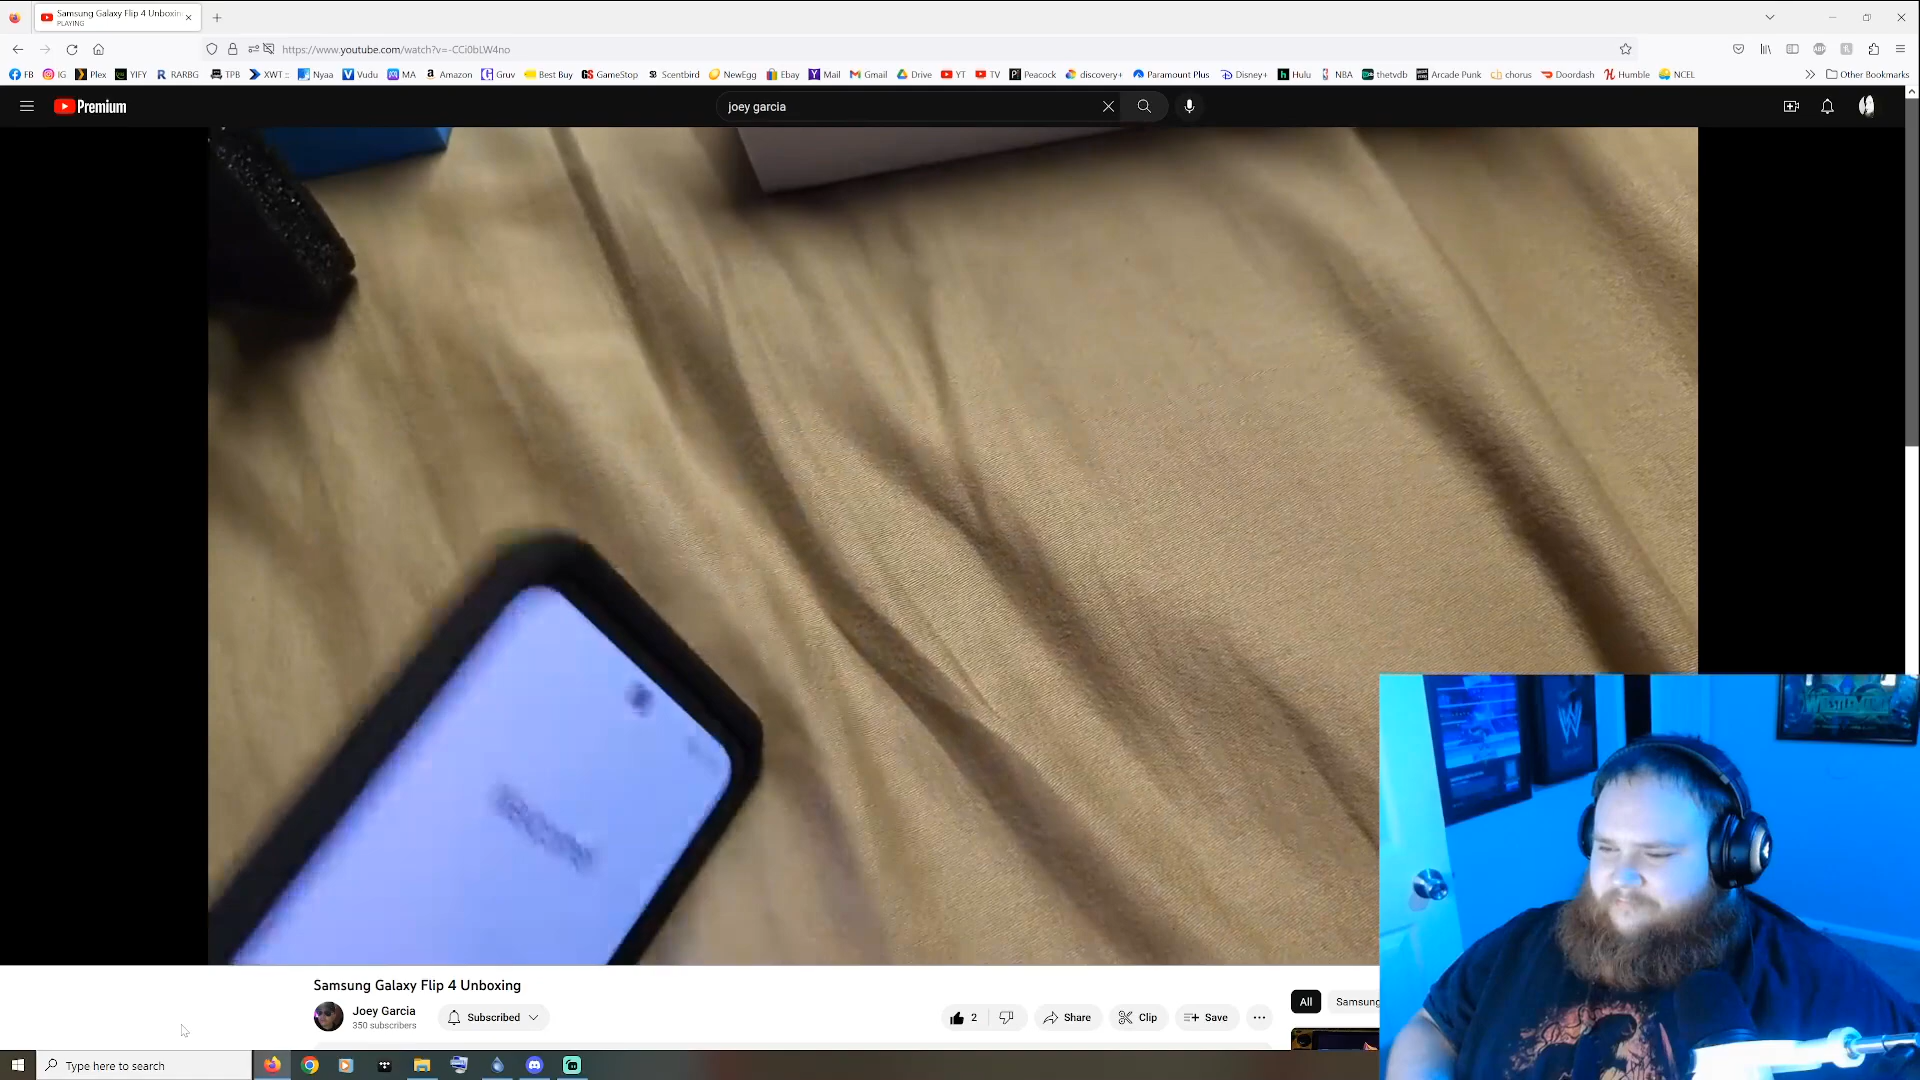 Samsung Galaxy Flip 4 Unboxin
PLAYING
https://www.youtube.com/watch?v=-CCi0bLW4no
FB IG Plex YIFY RARBG TPB XWT :: Nyaa Vudu MA Amazon Gruv Best Buy GameStop Scentbird NewEgg Ebay Mail Gmail Drive YT TV Peacock discovery+ Paramount Plus Disney+ Hulu NBA thetvdb Arcade Punk chorus Doordash Humble NCEL Other Bookmarks
Premium
joey garcia
Samsung Galaxy Flip 4 Unboxing
Joey Garcia
350 subscribers
Subscribed
2
Share
Clip
Save
All
Samsung
Type here to search